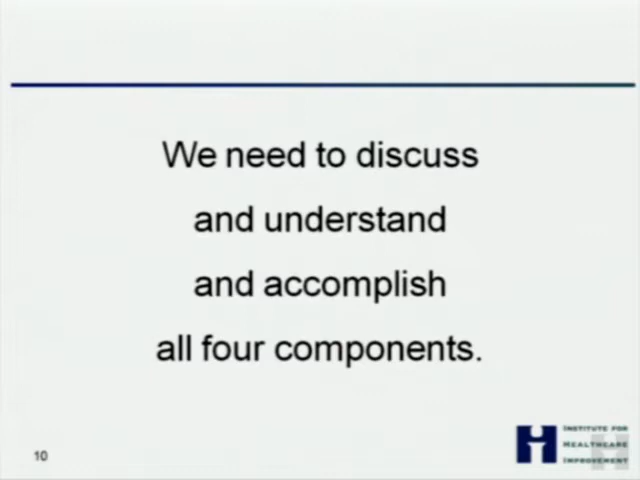 We need to discuss
and understand
and accomplish
all four components.
10
INSTITUTE FOR
HEALTHCARE
IMPROVEMENT